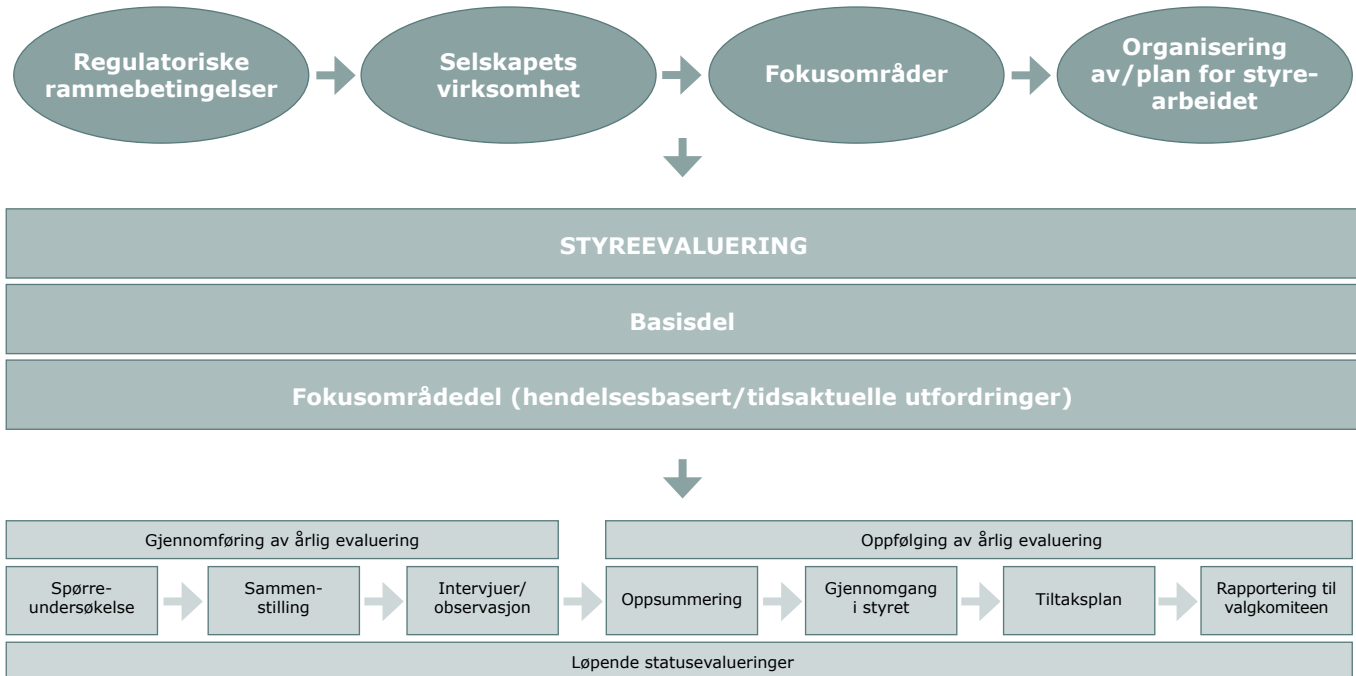 Regulatoriske
rammebetingelser
Selskapets
virksomhet
Fokusområder
Organisering
av/plan for styre-
arbeidet
STYREEVALUERING
Basisdel
Fokusområdedel (hendelsesbasert/tidsaktuelle utfordringer)
Gjennomføring av årlig evaluering
Oppfølging av årlig evaluering
Spørre-
undersøkelse
Sammen-
stilling
Intervjuer/
observasjon
Oppsummering
Gjennomgang
i styret
Tiltaksplan
Rapportering til
valgkomiteen
Løpende statusevalueringer